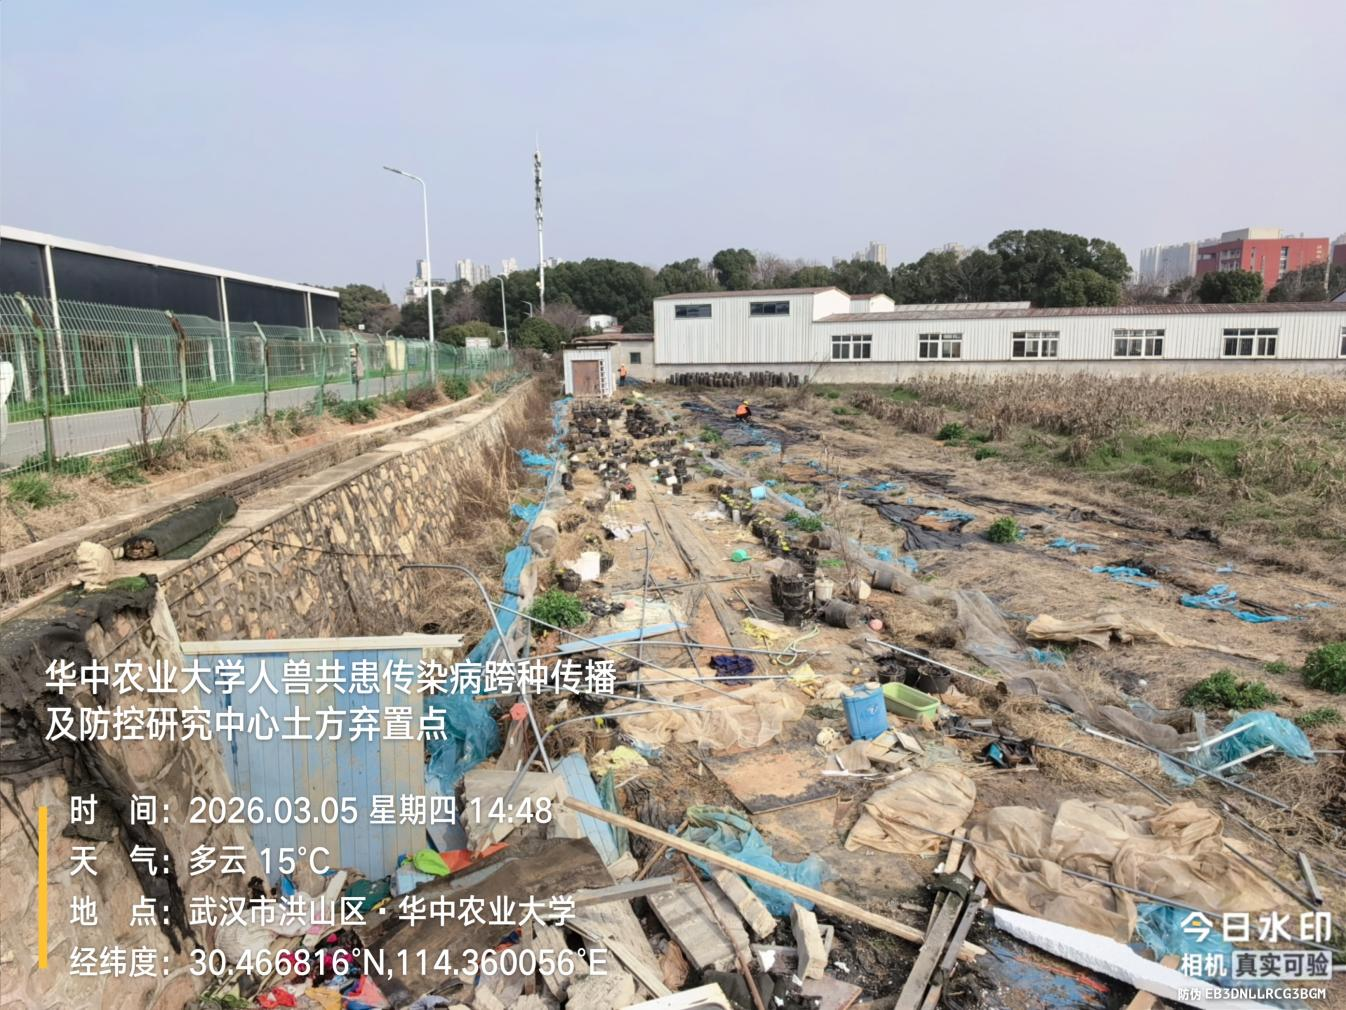 华中农业大学人兽共患传染病跨种传播
及防控研究中心土方弃置点
时 间：2026.03.05 星期四 14:48
天 气：多云 15°C
地 点：武汉市洪山区·华中农业大学
经纬度：30.466816°N,114.360056°E
今日水印
相机 真实可验
防伪 EB3DNLLRCG3BGM